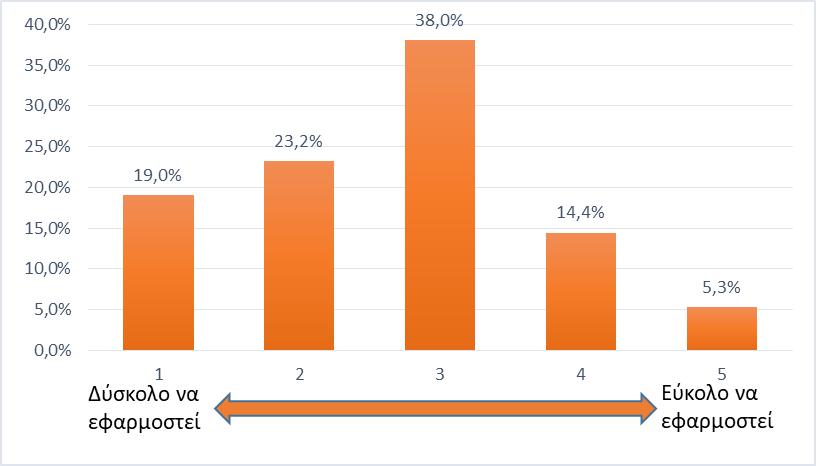 40,0%
35,0%
30,0%
25,0%
20,0%
15,0%
10,0%
5,0%
0,0%
19,0%
23,2%
38,0%
14,4%
5,3%
1 2 3 4 5
Δύσκολο να
εφαρμοστεί
Εύκολο να
εφαρμοστεί